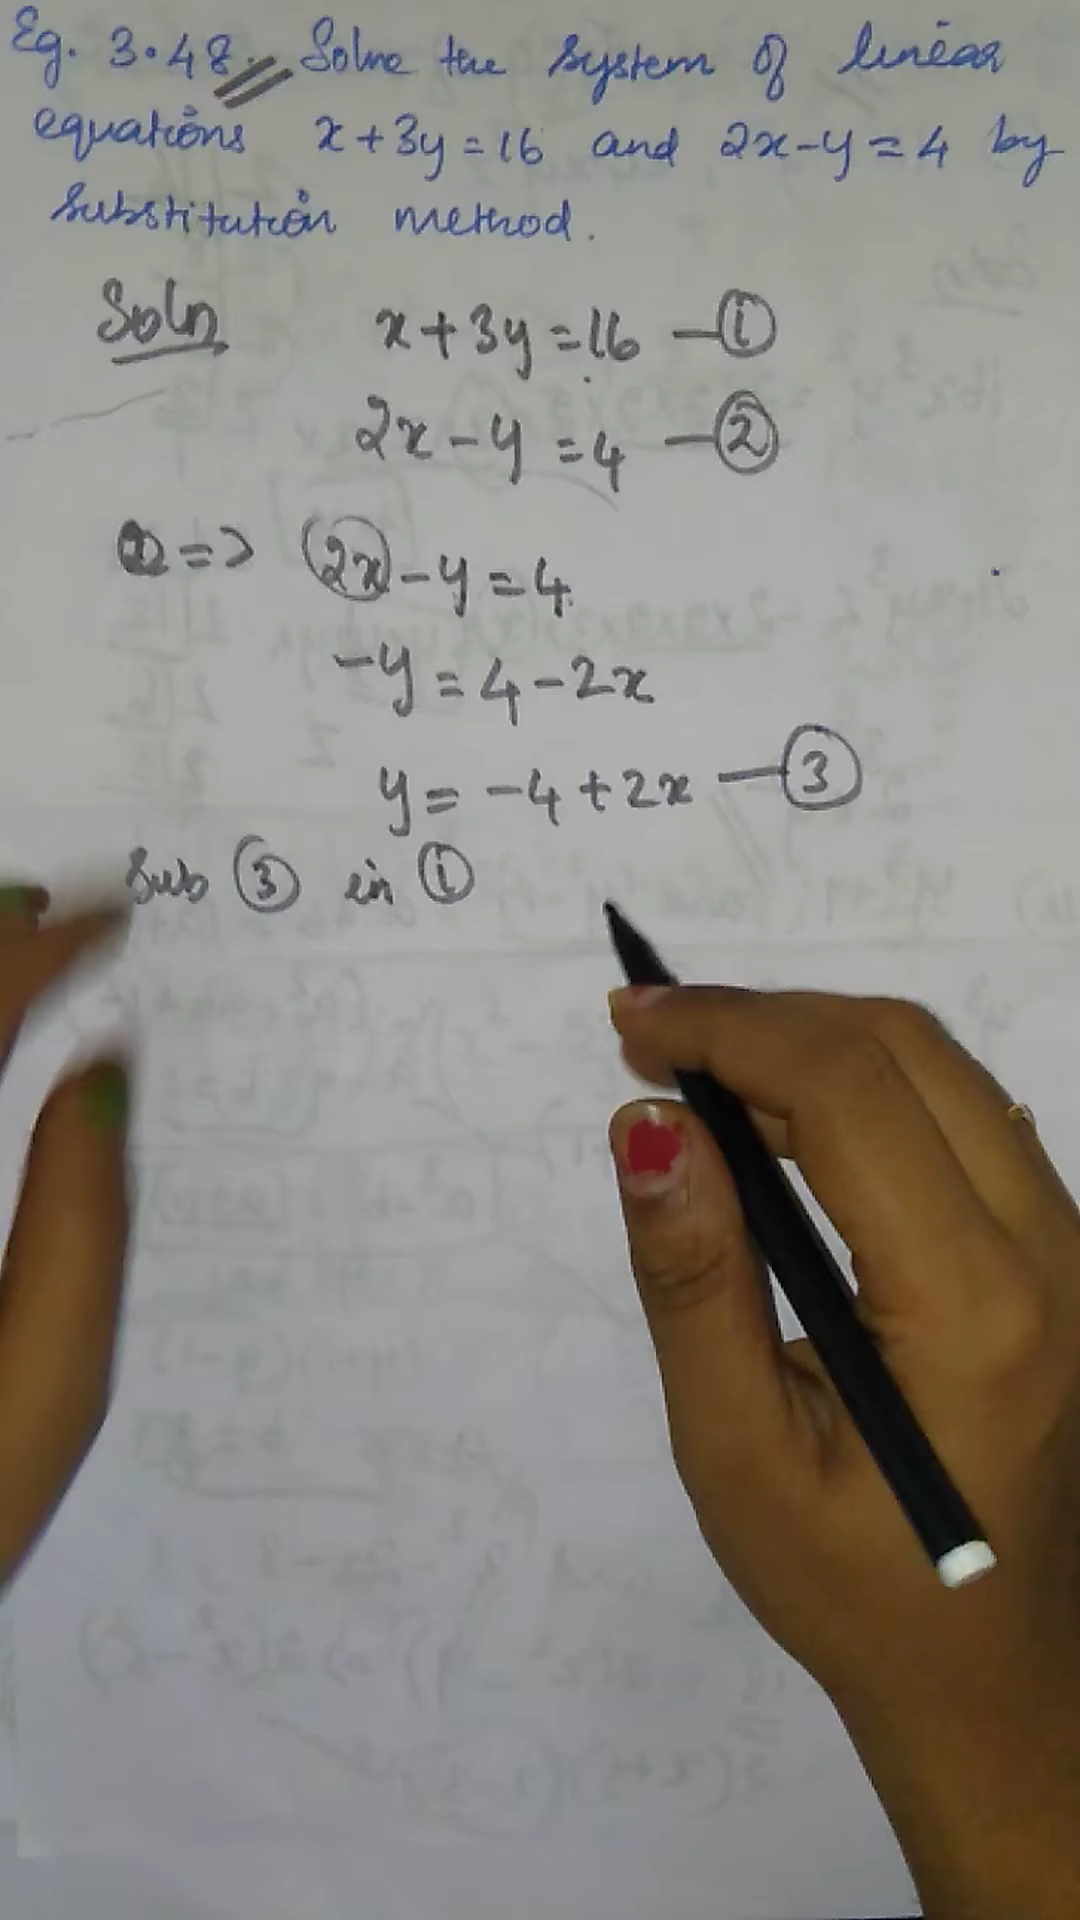 Eg. 3.48. Solve the system of linear
equations x+3y=16 and 2x-y=4 by
substitution method.
Soln x+3y=16 —①
2x-y=4 —②
2=> 2x-y=4
-y=4-2x
y=-4+2x —③
Sub ③ in ①